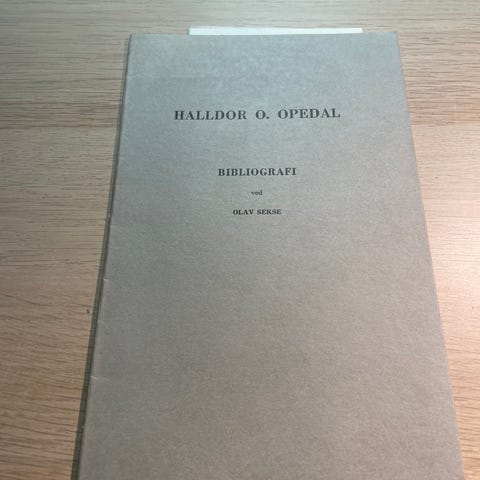 HALLDOR O. OPEDAL
BIBLIOGRAFI
ved
OLAV SEKSE